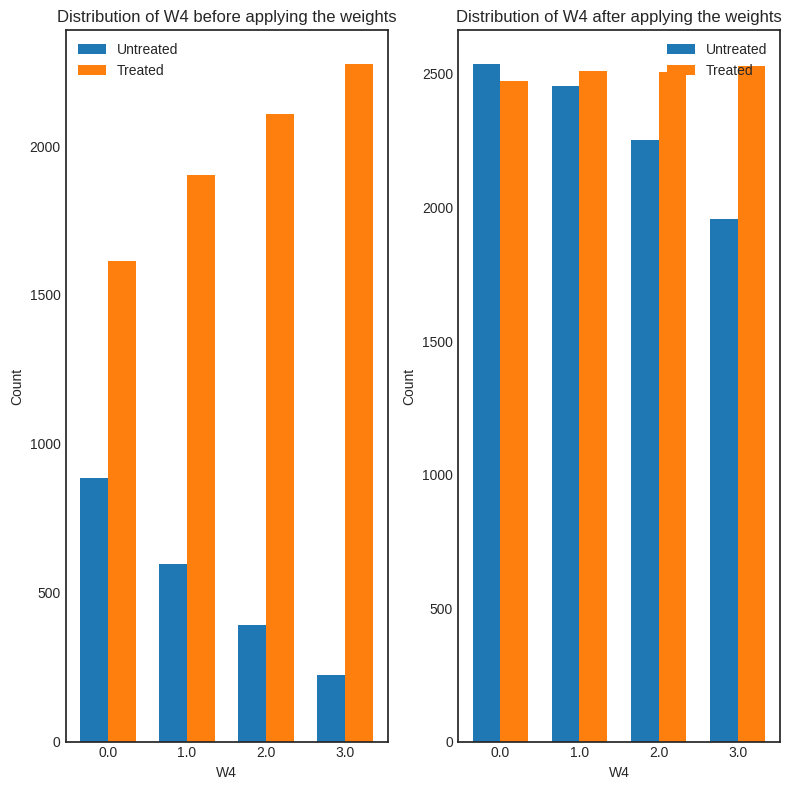 Distribution of W4 before applying the weights
Untreated
Treated
2000
1500
1000
500
0
Count
0.0 1.0 2.0 3.0
W4
Distribution of W4 after applying the weights
Untreated
Treated
2500
2000
1500
1000
500
0
Count
0.0 1.0 2.0 3.0
W4